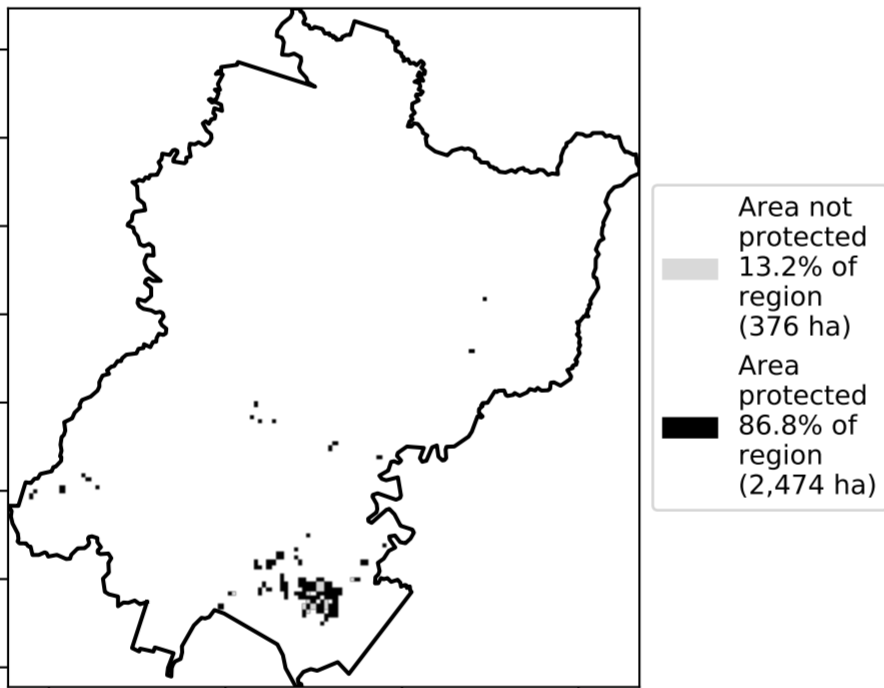 Area not
protected
13.2% of
region
(376 ha)
Area
protected
86.8% of
region
(2,474 ha)